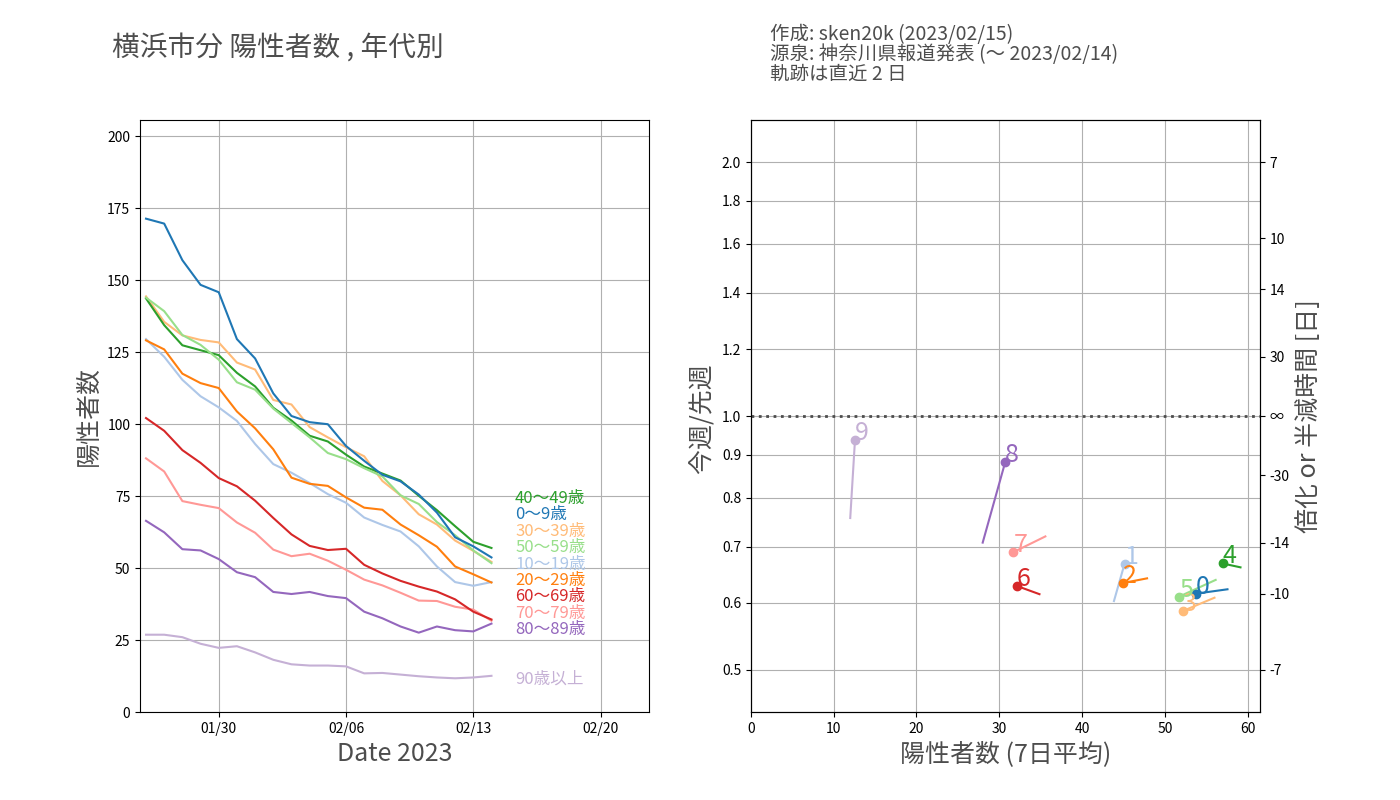 横浜市分 陽性者数 , 年代別
作成: sken20k (2023/02/15)
源泉: 神奈川県報道発表 (〜 2023/02/14)
軌跡は直近 2 日
陽性者数
200
175
150
125
100
75
50
25
0
40〜49歳
0〜9歳
30〜39歳
50〜59歳
10〜19歳
20〜29歳
60〜69歳
70〜79歳
80〜89歳
90歳以上
01/30
02/06
02/13
02/20
Date 2023
今週/先週
2.0
1.8
1.6
1.4
1.2
1.0
0.9
0.8
0.7
0.6
0.5
9
8
7
6
1
2
4
5
0
3
7
10
14
30
∞
-30
-14
-10
-7
倍化 or 半減時間 [日]
0
10
20
30
40
50
60
陽性者数 (7日平均)